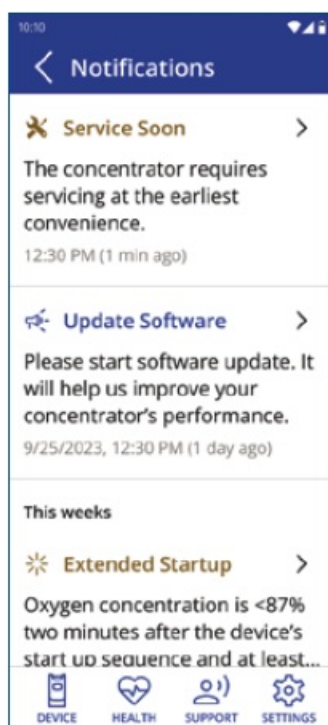 10:10
Notifications
Service Soon
The concentrator requires
servicing at the earliest
convenience.
12:30 PM (1 min ago)
Update Software
Please start software update. It
will help us improve your
concentrator's performance.
9/25/2023, 12:30 PM (1 day ago)
This weeks
Extended Startup
Oxygen concentration is <87%
two minutes after the device's
start up sequence and at least...
DEVICE HEALTH SUPPORT SETTINGS